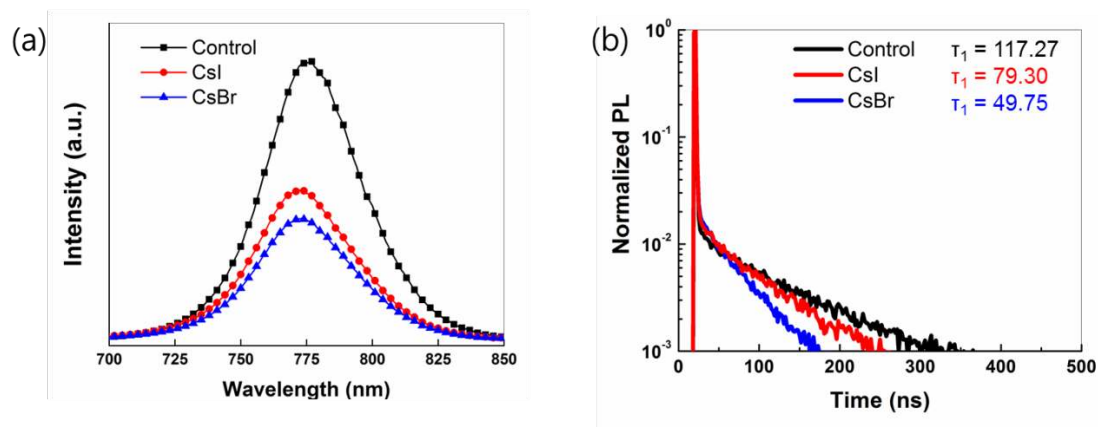 (a)
Control
CsI
CsBr
Intensity (a.u.)
700 725 750 775 800 825 850
Wavelength (nm)
(b)
Control τ₁ = 117.27
CsI τ₁ = 79.30
CsBr τ₁ = 49.75
Normalized PL
10⁰
10⁻¹
10⁻²
10⁻³
0 100 200 300 400 500
Time (ns)